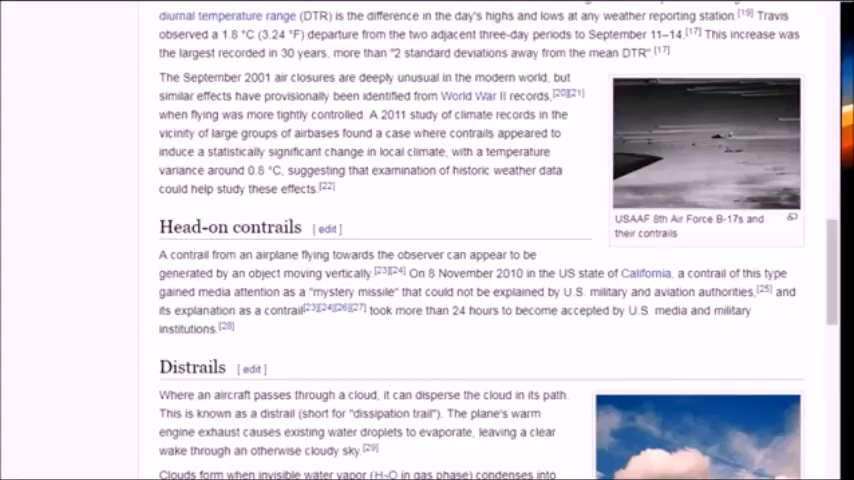 diurnal temperature range (DTR) is the difference in the day's highs and lows at any weather reporting station.[19] Travis
observed a 1.8 °C (3.24 °F) departure from the two adjacent three-day periods to September 11–14.[17] This increase was
the largest recorded in 30 years, more than "2 standard deviations away from the mean DTR".[17]
The September 2001 air closures are deeply unusual in the modern world, but
similar effects have provisionally been identified from World War II records,[20][21]
when flying was more tightly controlled. A 2011 study of climate records in the
vicinity of large groups of airbases found a case where contrails appeared to
induce a statistically significant change in local climate, with a temperature
variance around 0.8 °C, suggesting that examination of historic weather data
could help study these effects.[22]
USAAF 8th Air Force B-17s and
their contrails
Head-on contrails [ edit ]
A contrail from an airplane flying towards the observer can appear to be
generated by an object moving vertically.[23][24] On 8 November 2010 in the US state of California, a contrail of this type
gained media attention as a "mystery missile" that could not be explained by U.S. military and aviation authorities,[25] and
its explanation as a contrail[23][24][26][27] took more than 24 hours to become accepted by U.S. media and military
institutions.[28]
Distrails [ edit ]
Where an aircraft passes through a cloud, it can disperse the cloud in its path.
This is known as a distrail (short for "dissipation trail"). The plane's warm
engine exhaust causes existing water droplets to evaporate, leaving a clear
wake through an otherwise cloudy sky.[29]
Clouds form when invisible water vapor (H2O in gas phase) condenses into